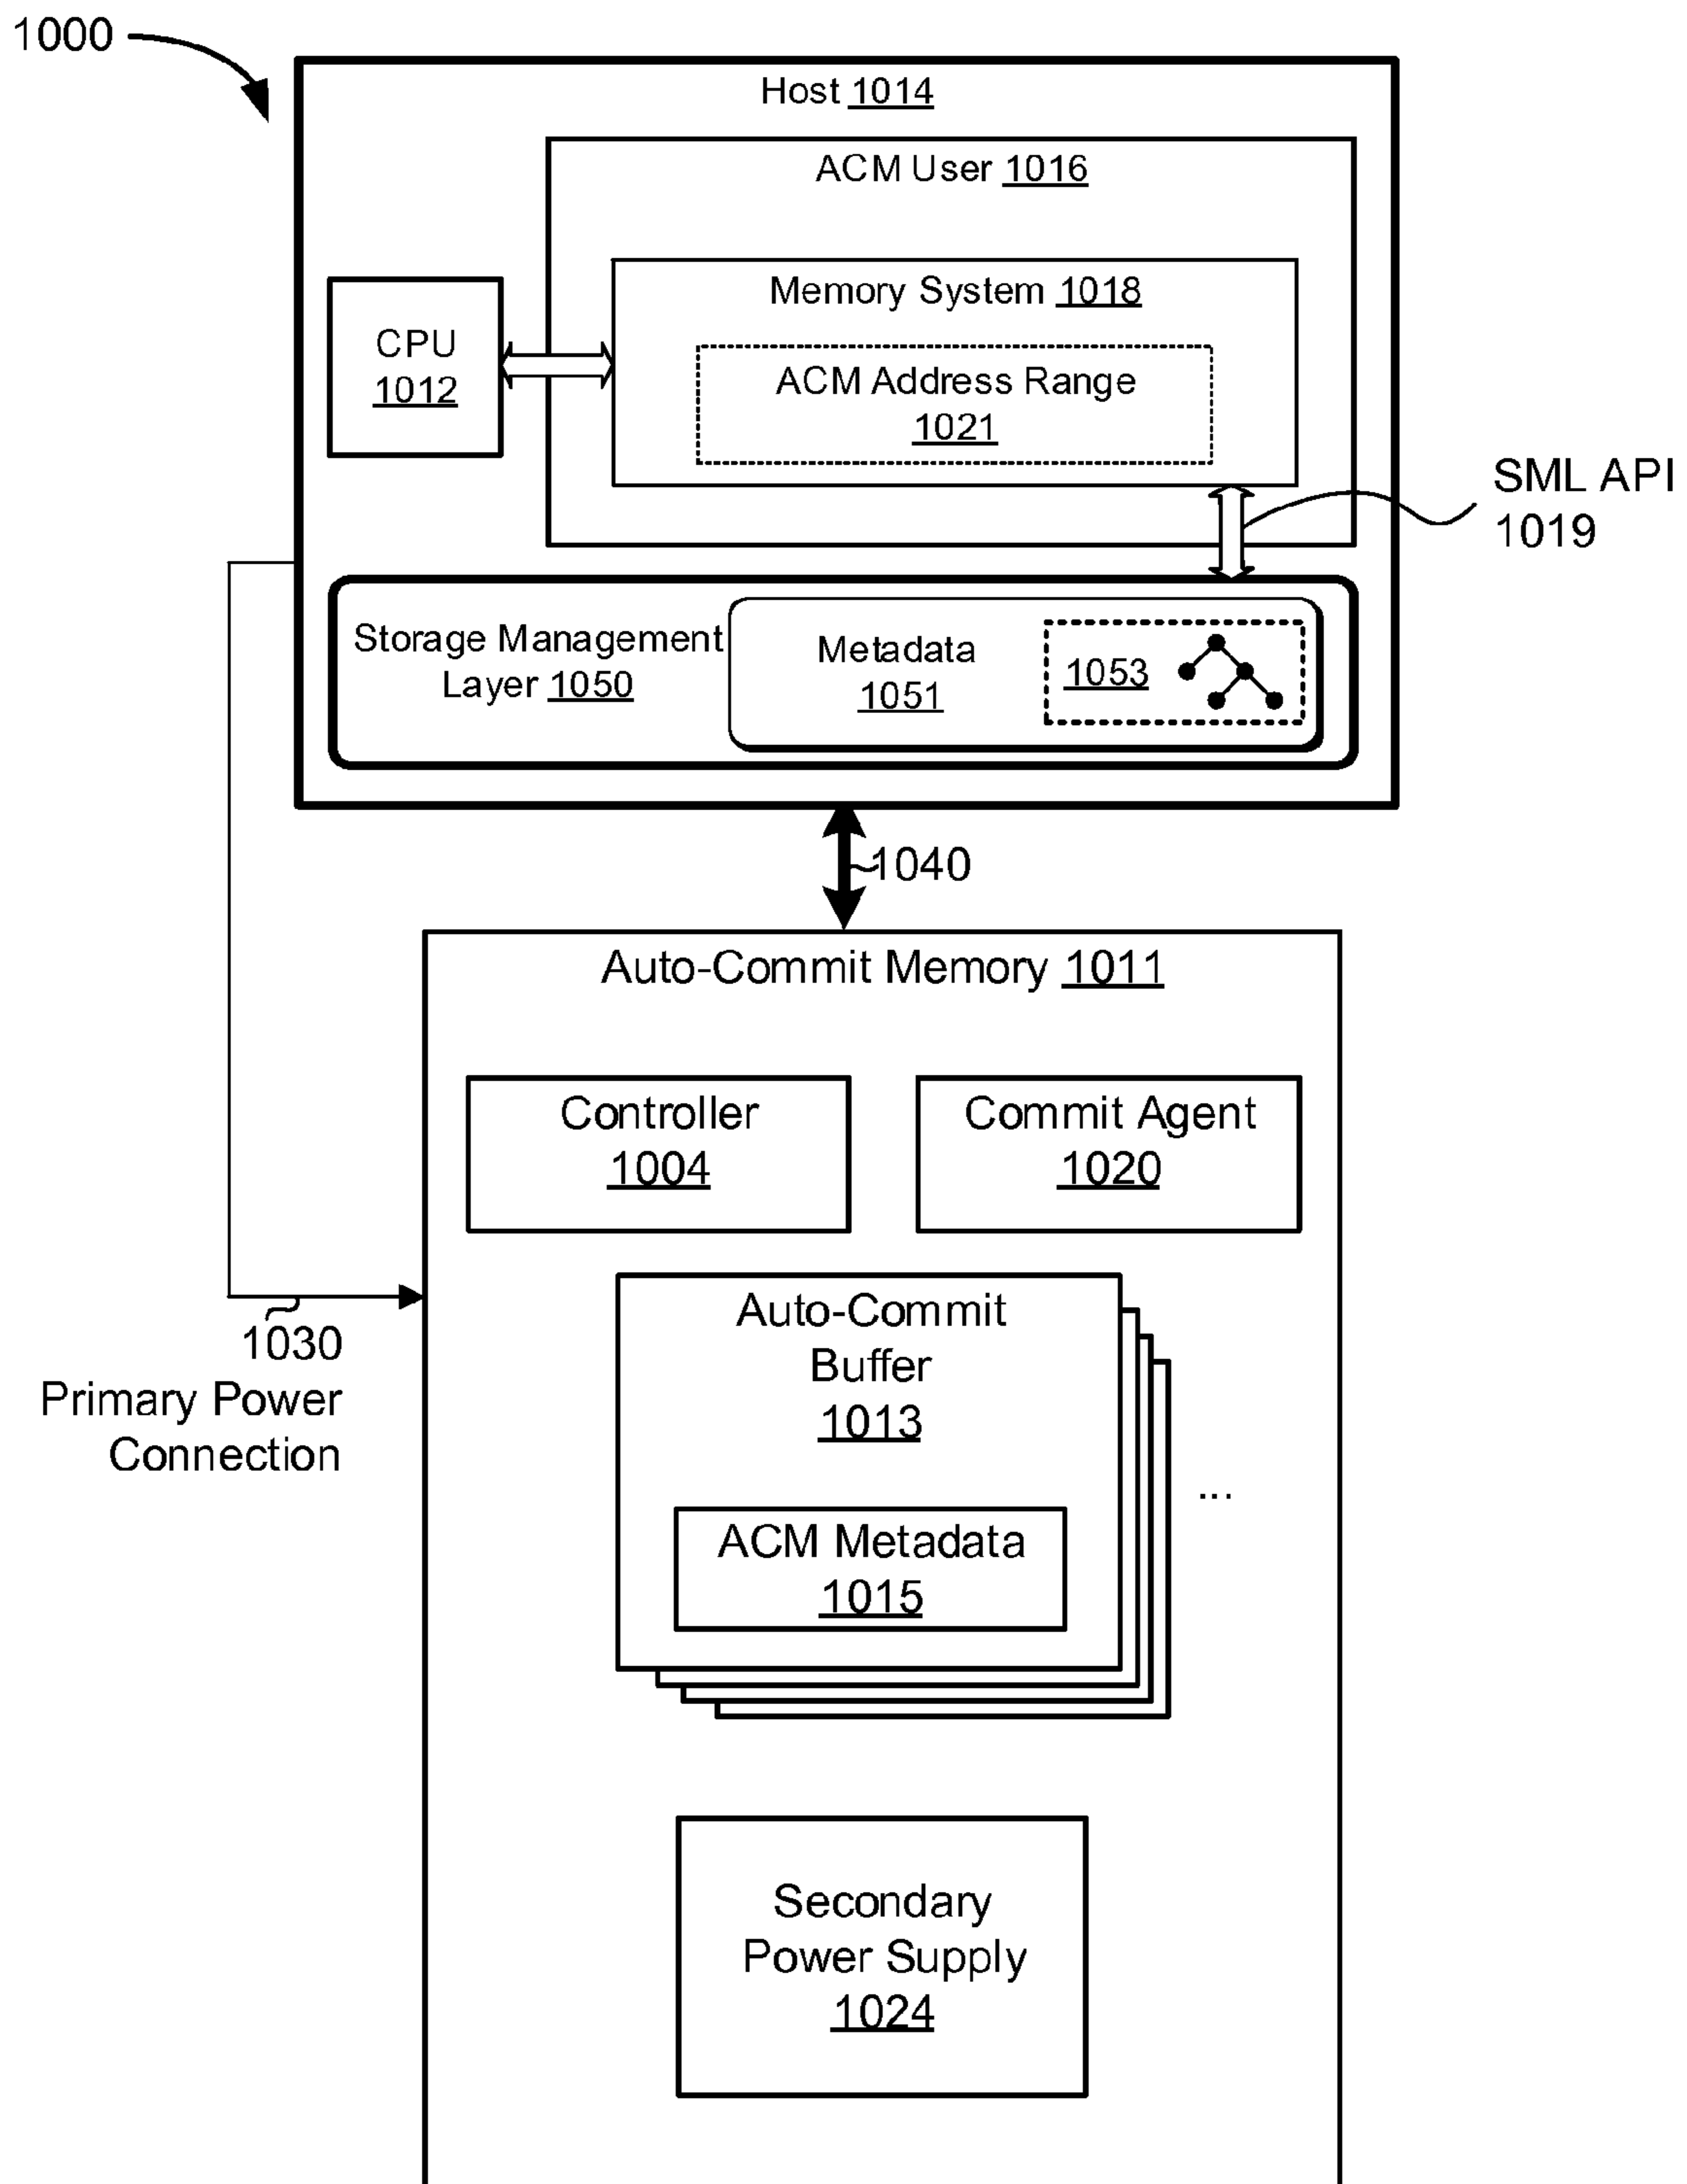 1000
Host 1014
ACM User 1016
Memory System 1018
CPU
1012
ACM Address Range
1021
SML API
1019
Storage Management
Layer 1050
Metadata
1051
1053
1040
Auto-Commit Memory 1011
Controller
1004
Commit Agent
1020
Auto-Commit
Buffer
1013
1030
Primary Power
Connection
...
ACM Metadata
1015
Secondary
Power Supply
1024